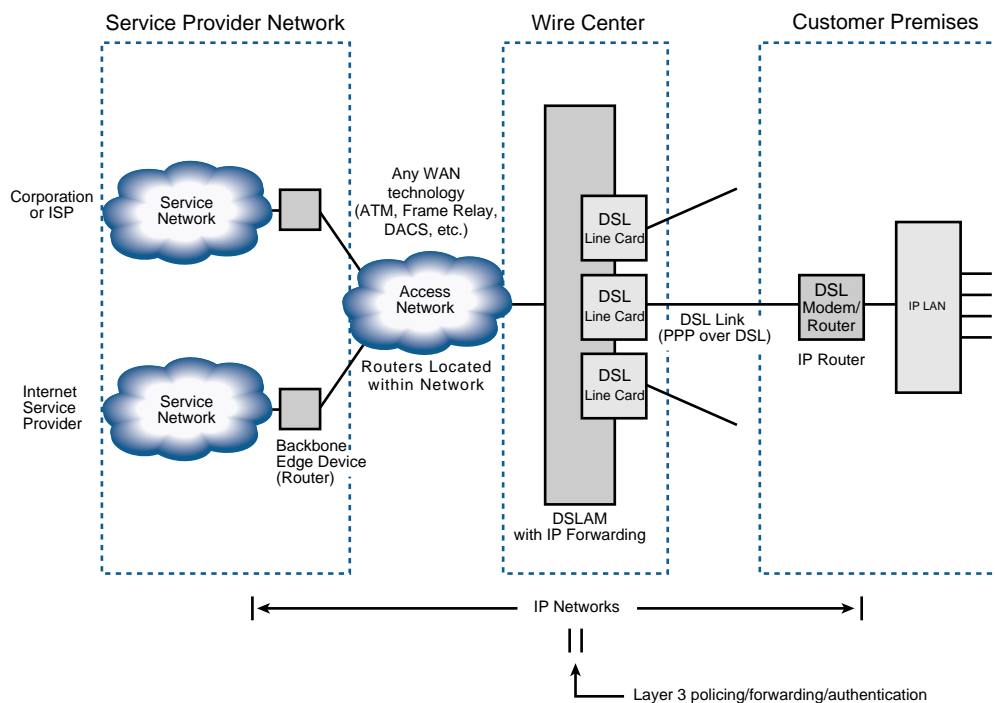 Service Provider Network
Wire Center
Customer Premises
Corporation
or ISP
Service
Network
Any WAN
technology
(ATM, Frame Relay,
DACS, etc.)
Access
Network
Routers Located
within Network
Internet
Service
Provider
Service
Network
Backbone
Edge Device
(Router)
DSL
Line Card
DSL
Line Card
DSL
Line Card
DSLAM
with IP Forwarding
DSL Link
(PPP over DSL)
DSL
Modem/
Router
IP Router
IP LAN
IP Networks
Layer 3 policing/forwarding/authentication